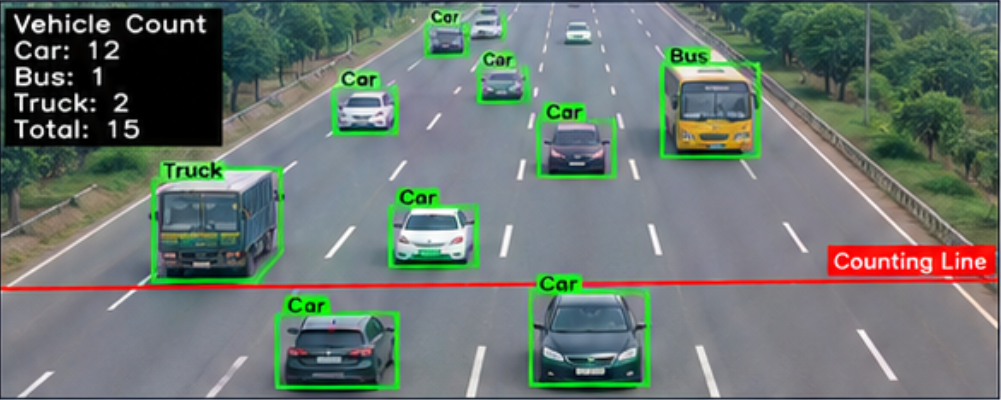 Vehicle Count
Car: 12
Bus: 1
Truck: 2
Total: 15
Car
Car
Bus
Car
Car
Truck
Car
Counting Line
Car
Car